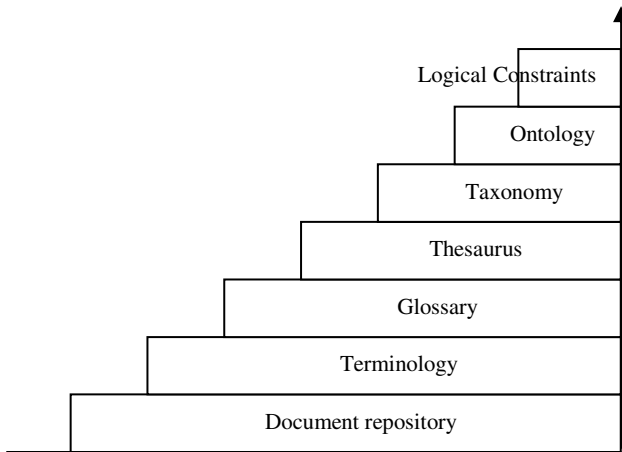 Logical Constraints
Ontology
Taxonomy
Thesaurus
Glossary
Terminology
Document repository